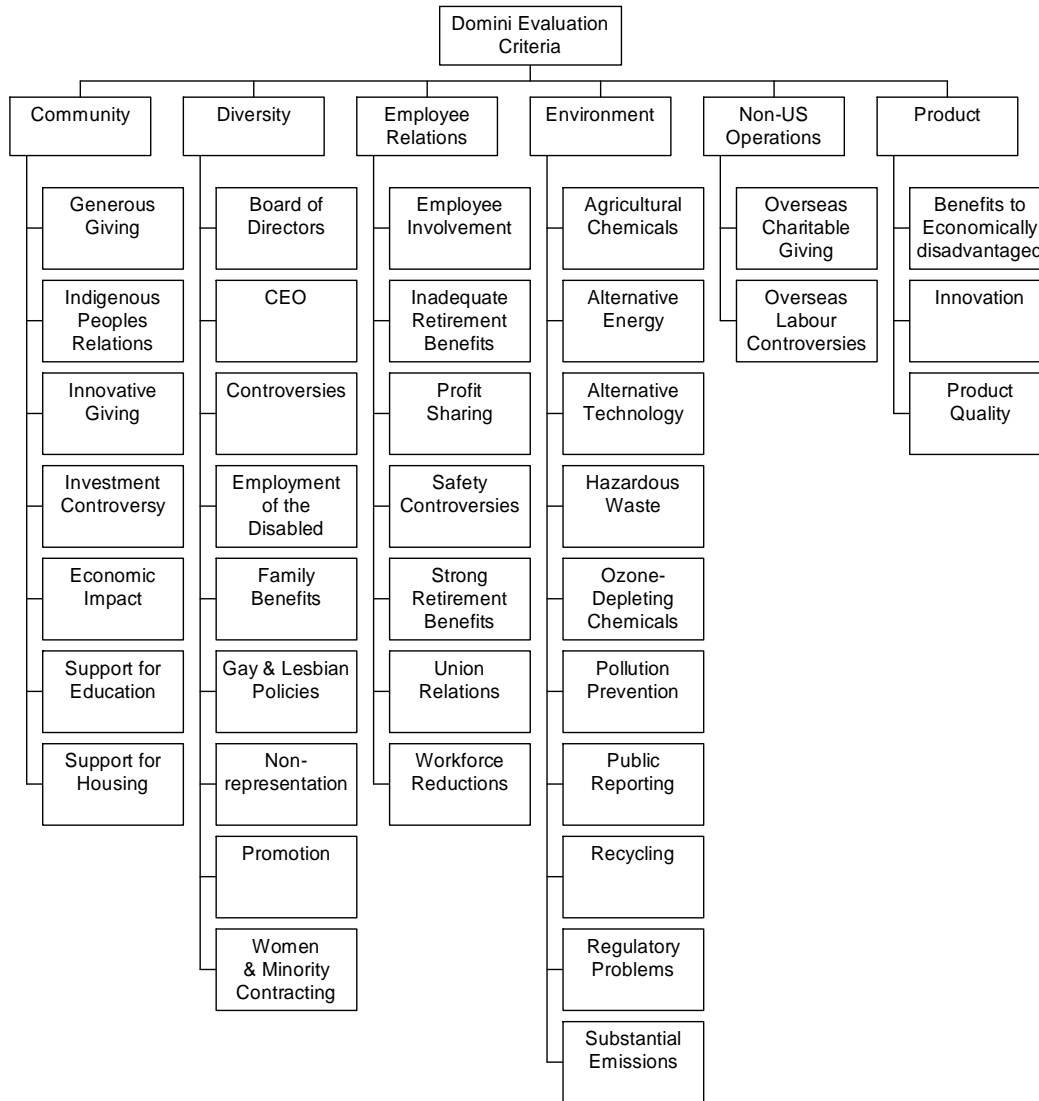 Domini Evaluation
Criteria
Community
Diversity
Employee
Relations
Environment
Non-US
Operations
Product
Generous
Giving
Indigenous
Peoples
Relations
Innovative
Giving
Investment
Controversy
Economic
Impact
Support for
Education
Support for
Housing
Board of
Directors
CEO
Controversies
Employment
of the
Disabled
Family
Benefits
Gay & Lesbian
Policies
Non-
representation
Promotion
Women
& Minority
Contracting
Employee
Involvement
Inadequate
Retirement
Benefits
Profit
Sharing
Safety
Controversies
Strong
Retirement
Benefits
Union
Relations
Workforce
Reductions
Agricultural
Chemicals
Alternative
Energy
Alternative
Technology
Hazardous
Waste
Ozone-
Depleting
Chemicals
Pollution
Prevention
Public
Reporting
Recycling
Regulatory
Problems
Substantial
Emissions
Overseas
Charitable
Giving
Overseas
Labour
Controversies
Benefits to
Economically
disadvantaged
Innovation
Product
Quality